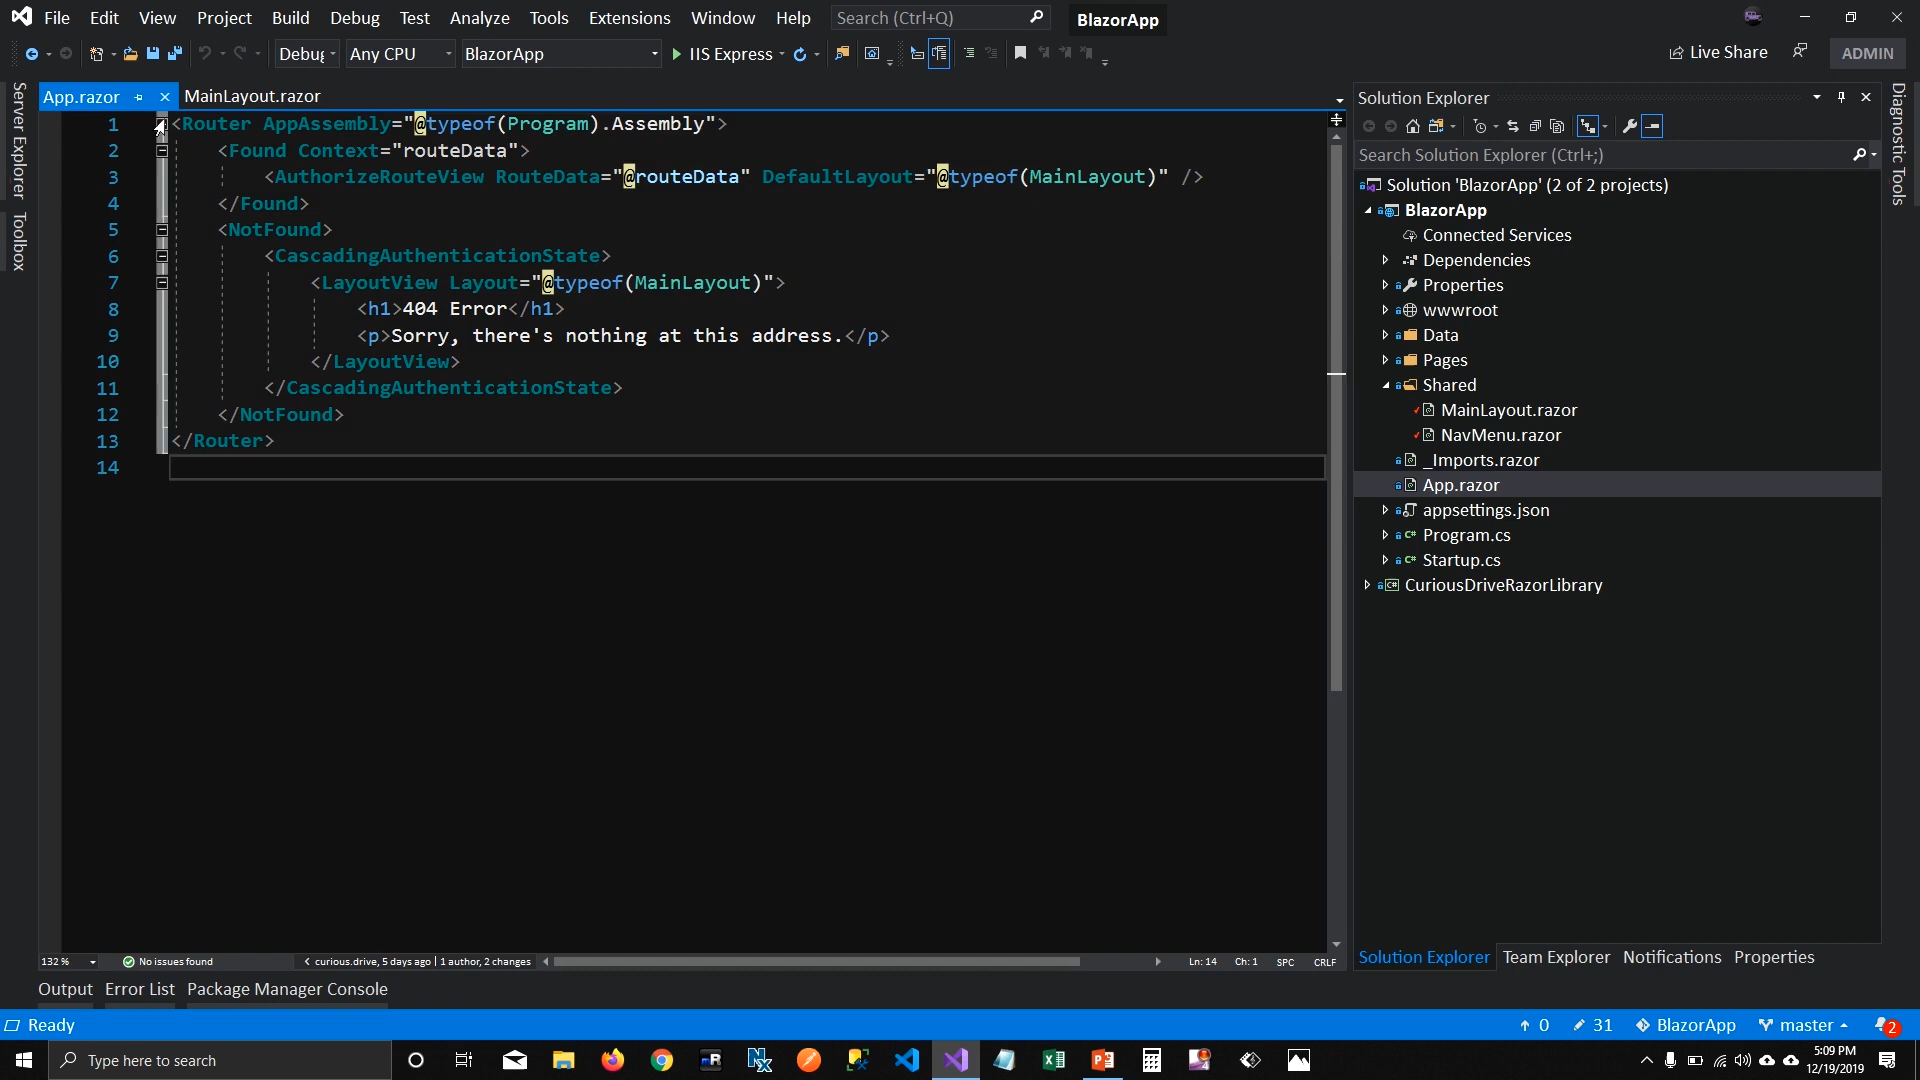 File Edit View Project Build Debug Test Analyze Tools Extensions Window Help Search (Ctrl+Q) BlazorApp
Debug Any CPU BlazorApp IIS Express Live Share ADMIN
Server Explorer
Toolbox
App.razor MainLayout.razor
1 <Router AppAssembly="@typeof(Program).Assembly">
2 <Found Context="routeData">
3 <AuthorizeRouteView RouteData="@routeData" DefaultLayout="@typeof(MainLayout)" />
4 </Found>
5 <NotFound>
6 <CascadingAuthenticationState>
7 <LayoutView Layout="@typeof(MainLayout)">
8 <h1>404 Error</h1>
9 <p>Sorry, there's nothing at this address.</p>
10 </LayoutView>
11 </CascadingAuthenticationState>
12 </NotFound>
13 </Router>
14
132 % No issues found curious.drive, 5 days ago | 1 author, 2 changes Ln: 14 Ch: 1 SPC CRLF
Solution Explorer
Search Solution Explorer (Ctrl+;)
Solution 'BlazorApp' (2 of 2 projects)
BlazorApp
Connected Services
Dependencies
Properties
wwwroot
Data
Pages
Shared
MainLayout.razor
NavMenu.razor
_Imports.razor
App.razor
appsettings.json
Program.cs
Startup.cs
CuriousDriveRazorLibrary
Solution Explorer Team Explorer Notifications Properties
Diagnostic Tools
Output Error List Package Manager Console
Ready 0 31 BlazorApp master 2
Type here to search
5:09 PM
12/19/2019